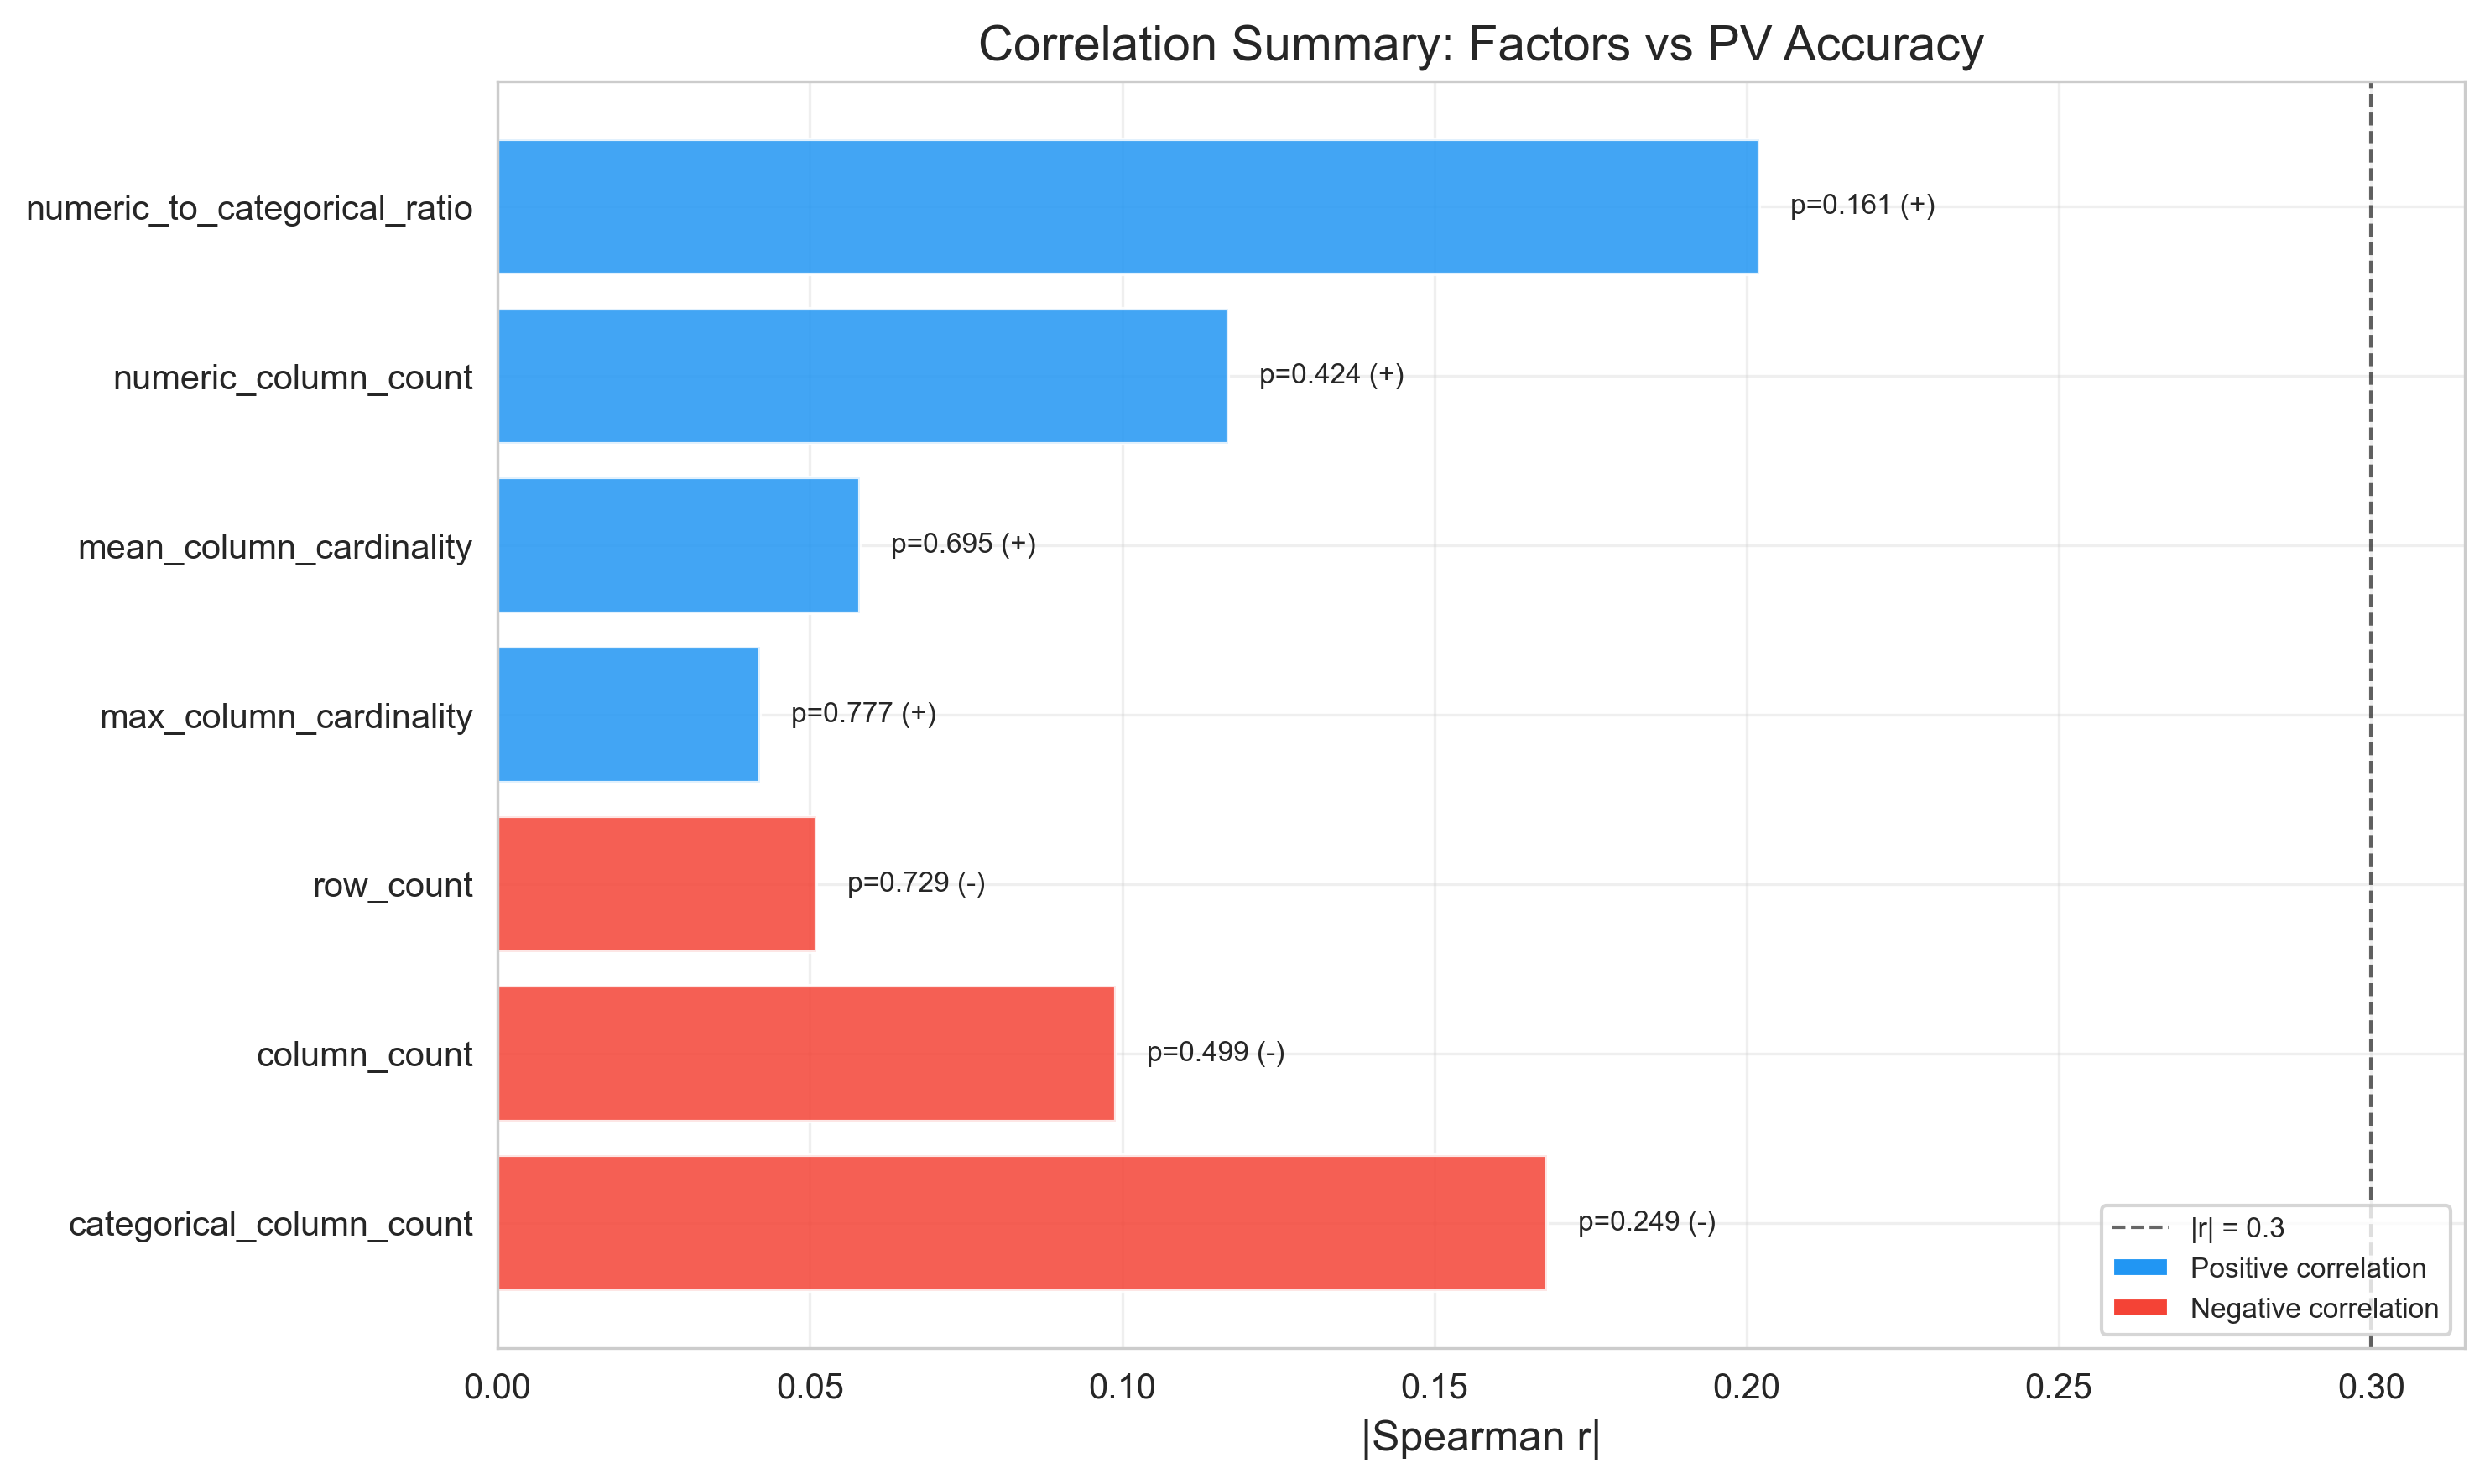 Correlation Summary: Factors vs PV Accuracy
numeric_to_categorical_ratio
p=0.161 (+)
numeric_column_count
p=0.424 (+)
mean_column_cardinality
p=0.695 (+)
max_column_cardinality
p=0.777 (+)
row_count
p=0.729 (-)
column_count
p=0.499 (-)
categorical_column_count
p=0.249 (-)
|r| = 0.3
Positive correlation
Negative correlation
0.00 0.05 0.10 0.15 0.20 0.25 0.30
|Spearman r|